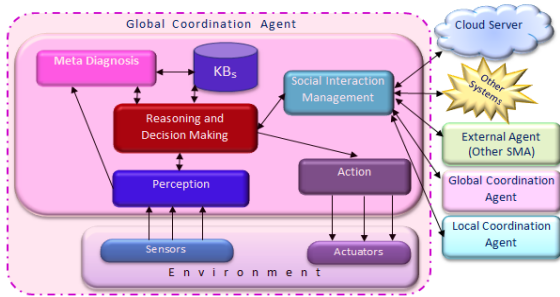 Global Coordination Agent
Cloud Server
Meta Diagnosis
KBs
Social Interaction
Management
Other
Systems
Reasoning and
Decision Making
External Agent
(Other SMA)
Perception
Action
Global Coordination
Agent
Sensors
Actuators
Local Coordination
Agent
Environment